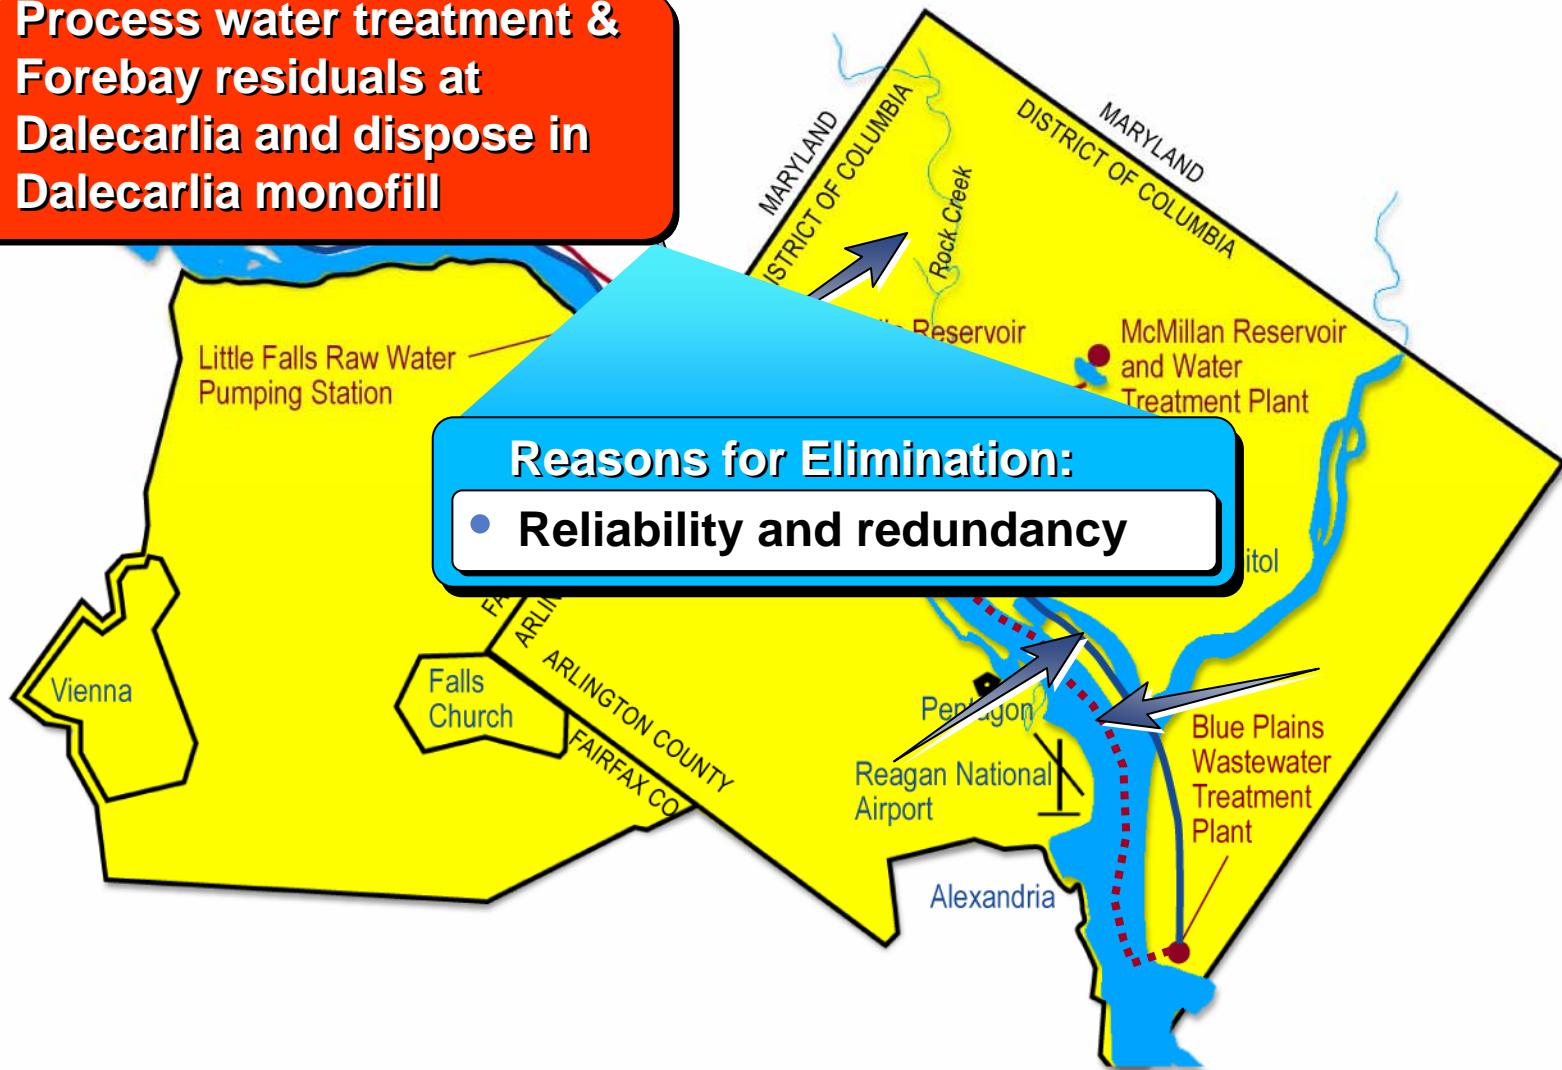 Process water treatment &
Forebay residuals at
Dalecarlia and dispose in
Dalecarlia monofill
MARYLAND
DISTRICT OF COLUMBIA
MARYLAND
DISTRICT OF COLUMBIA
Rock Creek
Reservoir
McMillan Reservoir
and Water
Treatment Plant
Little Falls Raw Water
Pumping Station
Reasons for Elimination:
• Reliability and redundancy
Vienna
Falls
Church
ARLINGTON COUNTY
FAIRFAX CO
Pentagon
Reagan National
Airport
Blue Plains
Wastewater
Treatment
Plant
Alexandria